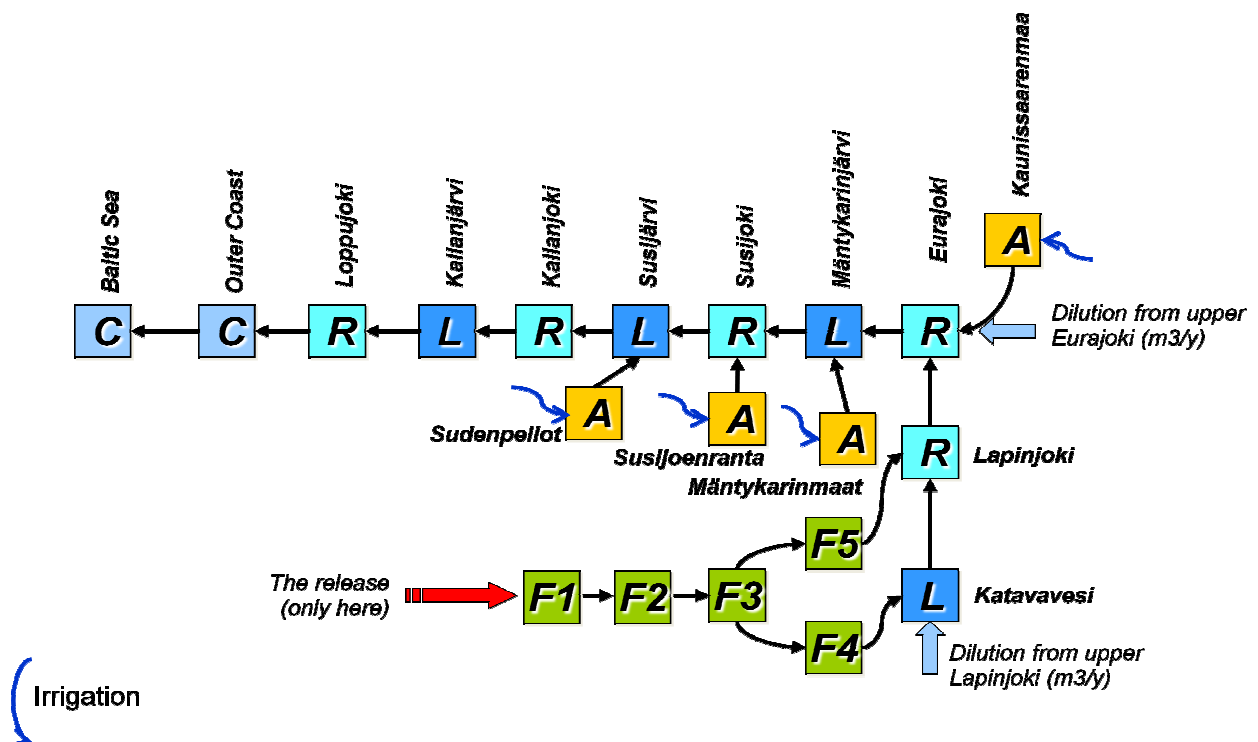 Baltic Sea
Outer Coast
Loppujoki
Kallanjärvi
Kallanjoki
Susijärvi
Susijoki
Mäntykarinjärvi
Eurajoki
Kaunissaarenmaa
A
C
C
R
L
R
L
R
L
R
Dilution from upper
Eurajoki (m3/y)
A
Sudenpellot
A
Susijoenranta
A
Mäntykarinmaat
R
Lapinjoki
F5
The release
(only here)
F1
F2
F3
L
Katavavesi
F4
Dilution from upper
Lapinjoki (m3/y)
Irrigation